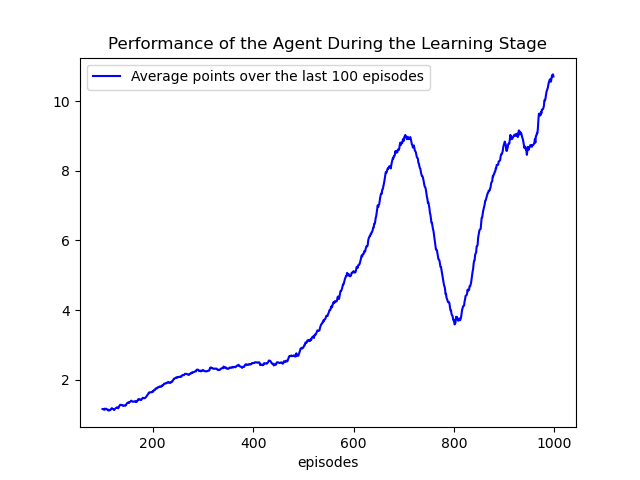 Performance of the Agent During the Learning Stage
Average points over the last 100 episodes
10
8
6
4
2
200 400 600 800 1000
episodes